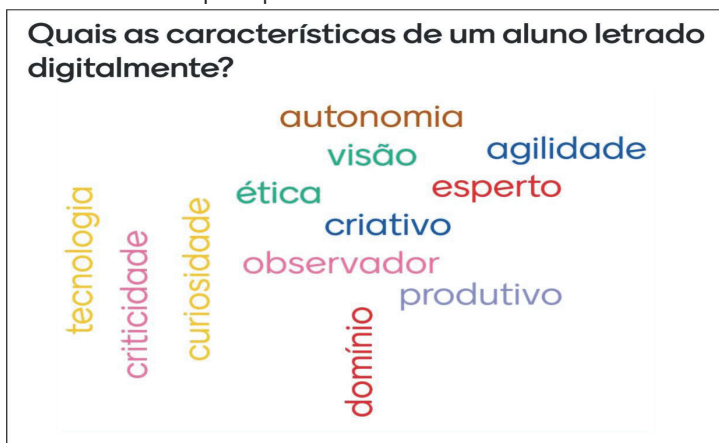 Quais as características de um aluno letrado
digitalmente?
autonomia
visão
agilidade
ética
esperto
criativo
observador
produtivo
tecnologia
criticidade
curiosidade
domínio